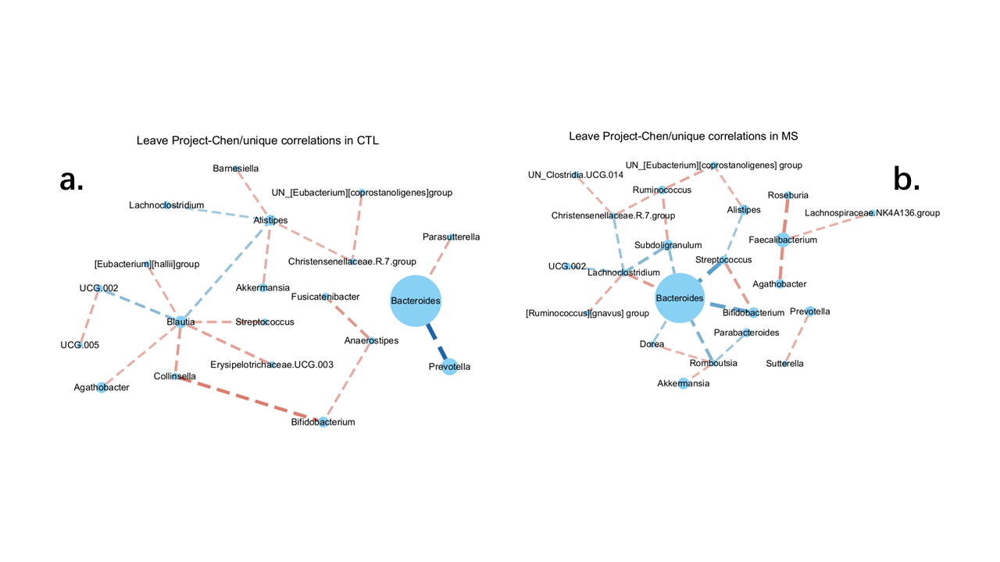 Leave Project-Chen/unique correlations in CTL
a.
Barnesiella
UN_[Eubacterium][coprostanoligenes]group
Lachnoclostridium
Alistipes
Parasutterella
[Eubacterium][hallii]group
Christensenellaceae.R.7.group
UCG.002
Akkermansia
Fusicatenibacter
Bacteroides
Blautia
Streptococcus
UCG.005
Anaerostipes
Erysipelotrichaceae.UCG.003
Prevotella
Collinsella
Agathobacter
Bifidobacterium
Leave Project-Chen/unique correlations in MS
b.
UN_[Eubacterium][coprostanoligenes] group
UN_Clostridia.UCG.014
Ruminococcus
Roseburia
Christensenellaceae.R.7.group
Alistipes
Lachnospiraceae.NK4A136.group
Subdoligranulum
Faecalibacterium
UCG.002
Lachnoclostridium
Streptococcus
Agathobacter
Bacteroides
[Ruminococcus][gnavus] group
Bifidobacterium
Prevotella
Parabacteroides
Dorea
Romboutsia
Sutterella
Akkermansia